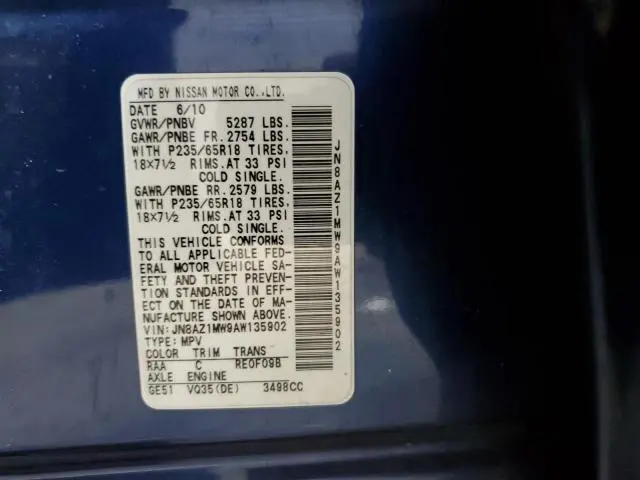 MFD BY NISSAN MOTOR CO.,LTD.
DATE 6/10
GVWR/PNBV 5287 LBS.
GAWR/PNBE FR. 2754 LBS.
WITH P235/65R18 TIRES.
18X7½ RIMS. AT 33 PSI
COLD SINGLE.
GAWR/PNBE RR. 2579 LBS.
WITH P235/65R18 TIRES.
18X7½ RIMS. AT 33 PSI
COLD SINGLE.
THIS VEHICLE CONFORMS
TO ALL APPLICABLE FED-
ERAL MOTOR VEHICLE SA-
FETY AND THEFT PREVEN-
TION STANDARDS IN EFF-
ECT ON THE DATE OF MA-
NUFACTURE SHOWN ABOVE.
VIN:JN8AZ1MW9AW135902
TYPE:MPV
COLOR TRIM TRANS
RAA C RE0F09B
AXLE ENGINE
GE51 VQ35(DE) 3498CC
JN8AZ1MW9AW135902